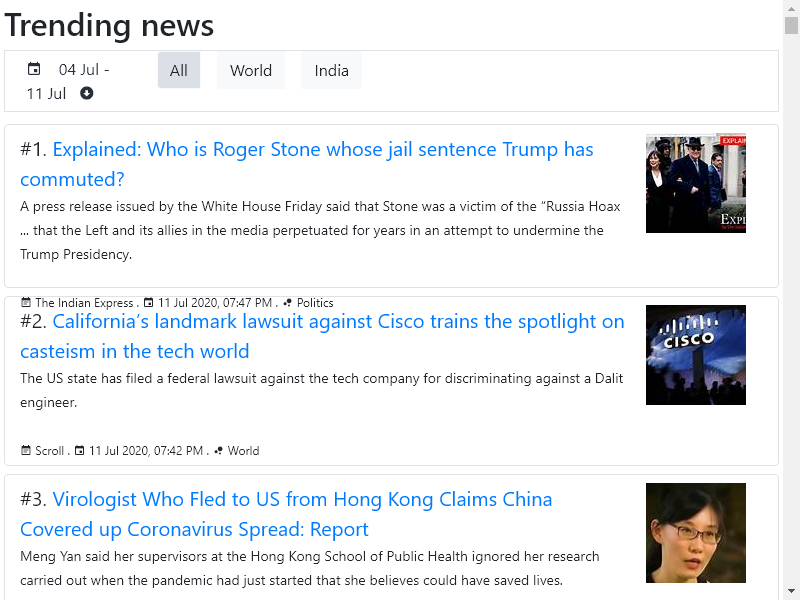 Trending news
04 Jul -
11 Jul
All
World
India
#1. Explained: Who is Roger Stone whose jail sentence Trump has
commuted?
A press release issued by the White House Friday said that Stone was a victim of the “Russia Hoax
... that the Left and its allies in the media perpetuated for years in an attempt to undermine the
Trump Presidency.
EXPLAIN
EXPL
The Indian Express . 11 Jul 2020, 07:47 PM . Politics
#2. California’s landmark lawsuit against Cisco trains the spotlight on
casteism in the tech world
The US state has filed a federal lawsuit against the tech company for discriminating against a Dalit
engineer.
CISCO
Scroll . 11 Jul 2020, 07:42 PM . World
#3. Virologist Who Fled to US from Hong Kong Claims China
Covered up Coronavirus Spread: Report
Meng Yan said her supervisors at the Hong Kong School of Public Health ignored her research
carried out when the pandemic had just started that she believes could have saved lives.